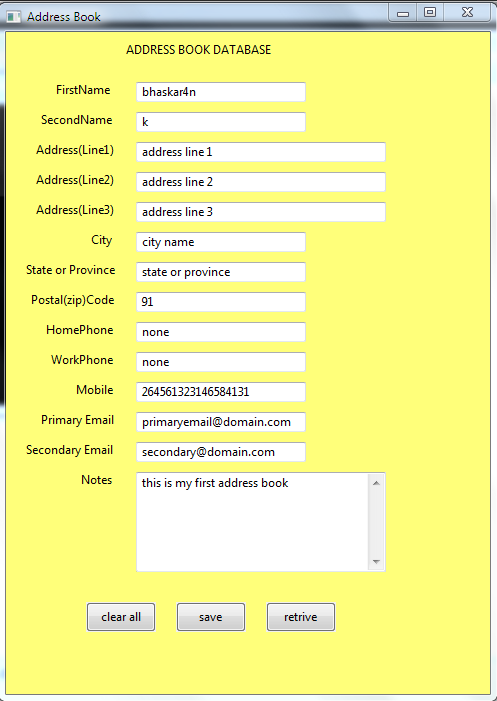 Address Book
ADDRESS BOOK DATABASE
FirstName bhaskar4n
SecondName k
Address(Line1) address line 1
Address(Line2) address line 2
Address(Line3) address line 3
City city name
State or Province state or province
Postal(zip)Code 91
HomePhone none
WorkPhone none
Mobile 264561323146584131
Primary Email primaryemail@domain.com
Secondary Email secondary@domain.com
Notes this is my first address book
clear all save retrive